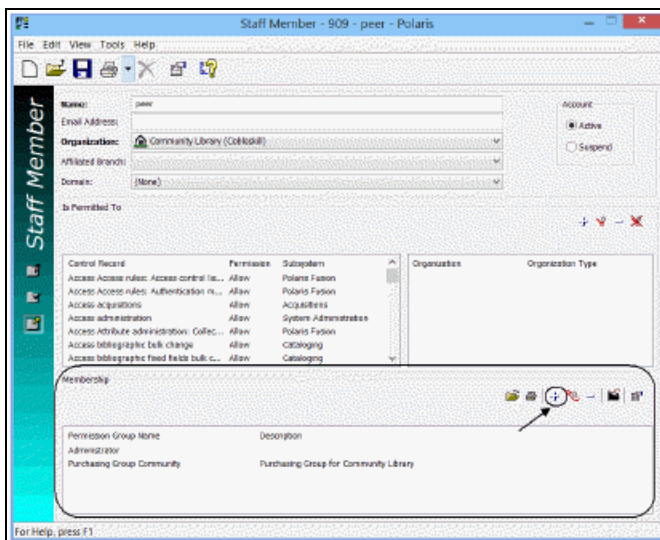 Staff Member - 909 - peer - Polaris
File Edit View Tools Help
Staff Member
Name: peer
Email Address:
Organization: Community Library (Cobleskill)
Affiliated Branch:
Domain: (None)
Account
Active
Suspend
Is Permitted To
Control Record Permission Subsystem
Access Access rules: Access control lis... Allow Polaris Fusion
Access Access rules: Authentication m... Allow Polaris Fusion
Access acquisitions Allow Acquisitions
Access administration Allow System Administration
Access Attribute administration: Collec... Allow Polaris Fusion
Access bibliographic bulk change Allow Cataloging
Access bibliographic fixed fields bulk c... Allow Cataloging
Organization Organization Type
Membership
Permission Group Name Description
Administrator
Purchasing Group Community Purchasing Group for Community Library
For Help, press F1